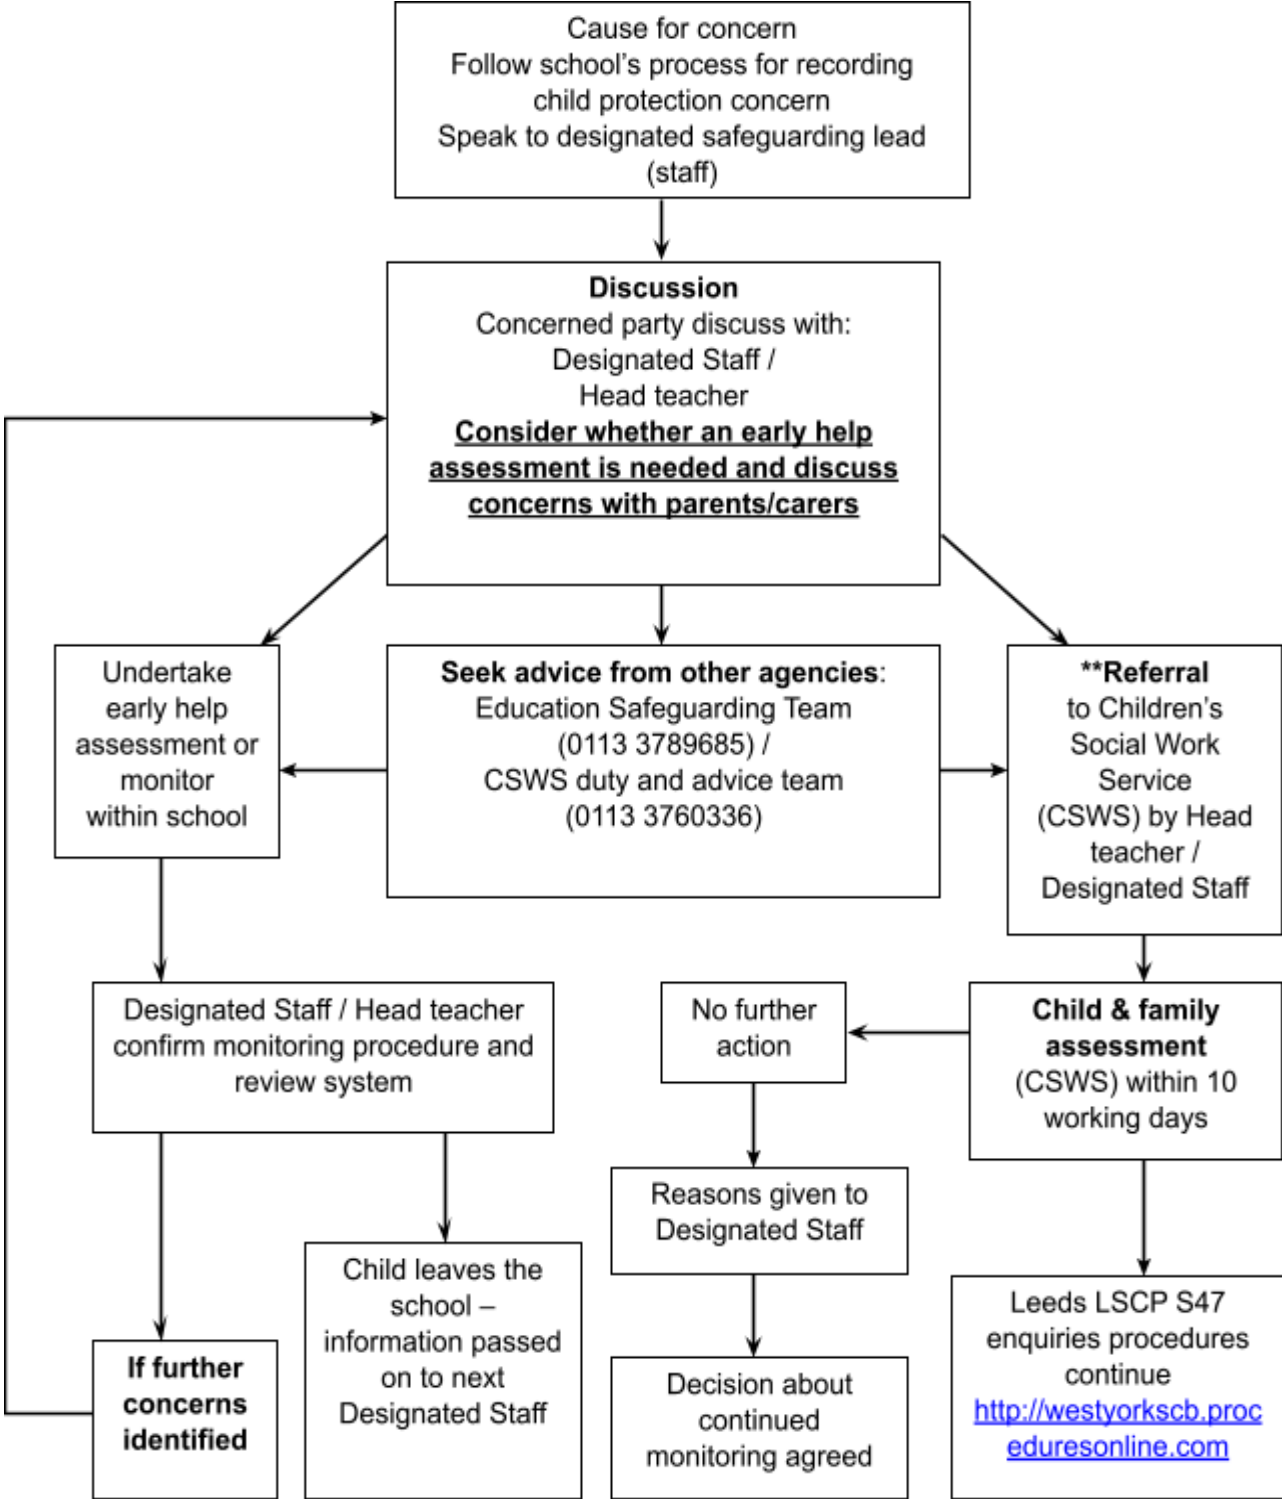 Cause for concern
Follow school's process for recording
child protection concern
Speak to designated safeguarding lead
(staff)
Discussion
Concerned party discuss with:
Designated Staff /
Head teacher
Consider whether an early help
assessment is needed and discuss
concerns with parents/carers
Undertake
early help
assessment or
monitor
within school
Seek advice from other agencies:
Education Safeguarding Team
(0113 3789685) /
CSWS duty and advice team
(0113 3760336)
**Referral
to Children's
Social Work
Service
(CSWS) by Head
teacher /
Designated Staff
Designated Staff / Head teacher
confirm monitoring procedure and
review system
No further
action
Child & family
assessment
(CSWS) within 10
working days
Reasons given to
Designated Staff
If further
concerns
identified
Child leaves the
school –
information passed
on to next
Designated Staff
Decision about
continued
monitoring agreed
Leeds LSCP S47
enquiries procedures
continue
http://westyorkscb.proc
eduresonline.com